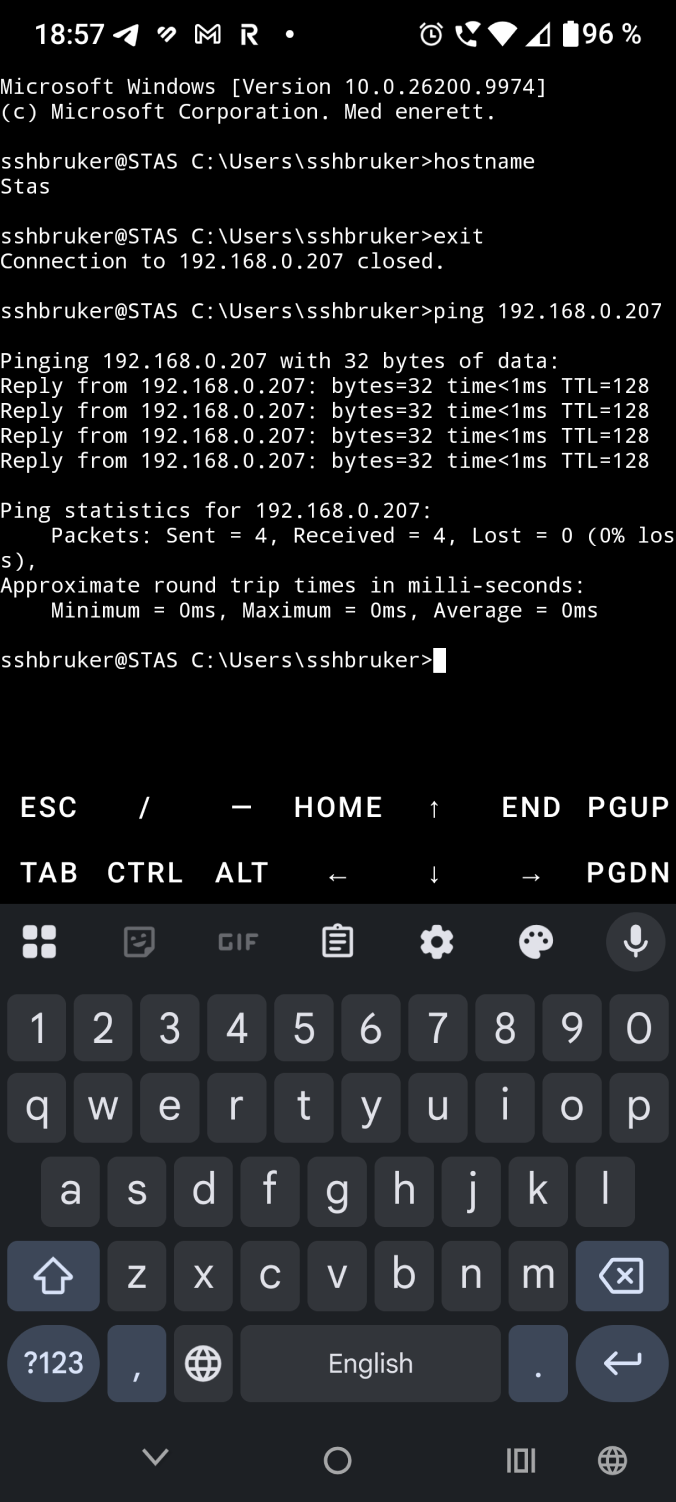 18:57 96 %
Microsoft Windows [Version 10.0.26200.9974]
(c) Microsoft Corporation. Med enerett.
sshbruker@STAS C:\Users\sshbruker>hostname
Stas
sshbruker@STAS C:\Users\sshbruker>exit
Connection to 192.168.0.207 closed.
sshbruker@STAS C:\Users\sshbruker>ping 192.168.0.207
Pinging 192.168.0.207 with 32 bytes of data:
Reply from 192.168.0.207: bytes=32 time<1ms TTL=128
Reply from 192.168.0.207: bytes=32 time<1ms TTL=128
Reply from 192.168.0.207: bytes=32 time<1ms TTL=128
Reply from 192.168.0.207: bytes=32 time<1ms TTL=128
Ping statistics for 192.168.0.207:
    Packets: Sent = 4, Received = 4, Lost = 0 (0% los
s),
Approximate round trip times in milli-seconds:
    Minimum = 0ms, Maximum = 0ms, Average = 0ms
sshbruker@STAS C:\Users\sshbruker>
ESC / — HOME ↑ END PGUP
TAB CTRL ALT ← ↓ → PGDN
GIF
1 2 3 4 5 6 7 8 9 0
q w e r t y u i o p
a s d f g h j k l
z x c v b n m
?123 , English .